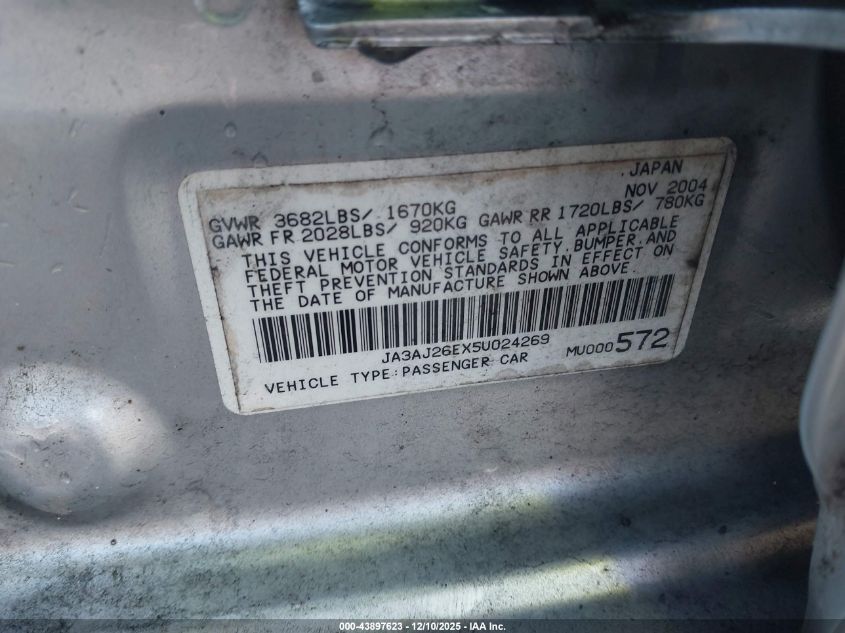 JAPAN
NOV 2004
GVWR 3682LBS/ 1670KG
GAWR FR 2028LBS/ 920KG GAWR RR 1720LBS/ 780KG
THIS VEHICLE CONFORMS TO ALL APPLICABLE
FEDERAL MOTOR VEHICLE SAFETY,BUMPER,AND
THEFT PREVENTION STANDARDS IN EFFECT ON
THE DATE OF MANUFACTURE SHOWN ABOVE.
JA3AJ26EX5U024269
MU000572
VEHICLE TYPE:PASSENGER CAR
000-43897623 - 12/10/2025 - IAA Inc.